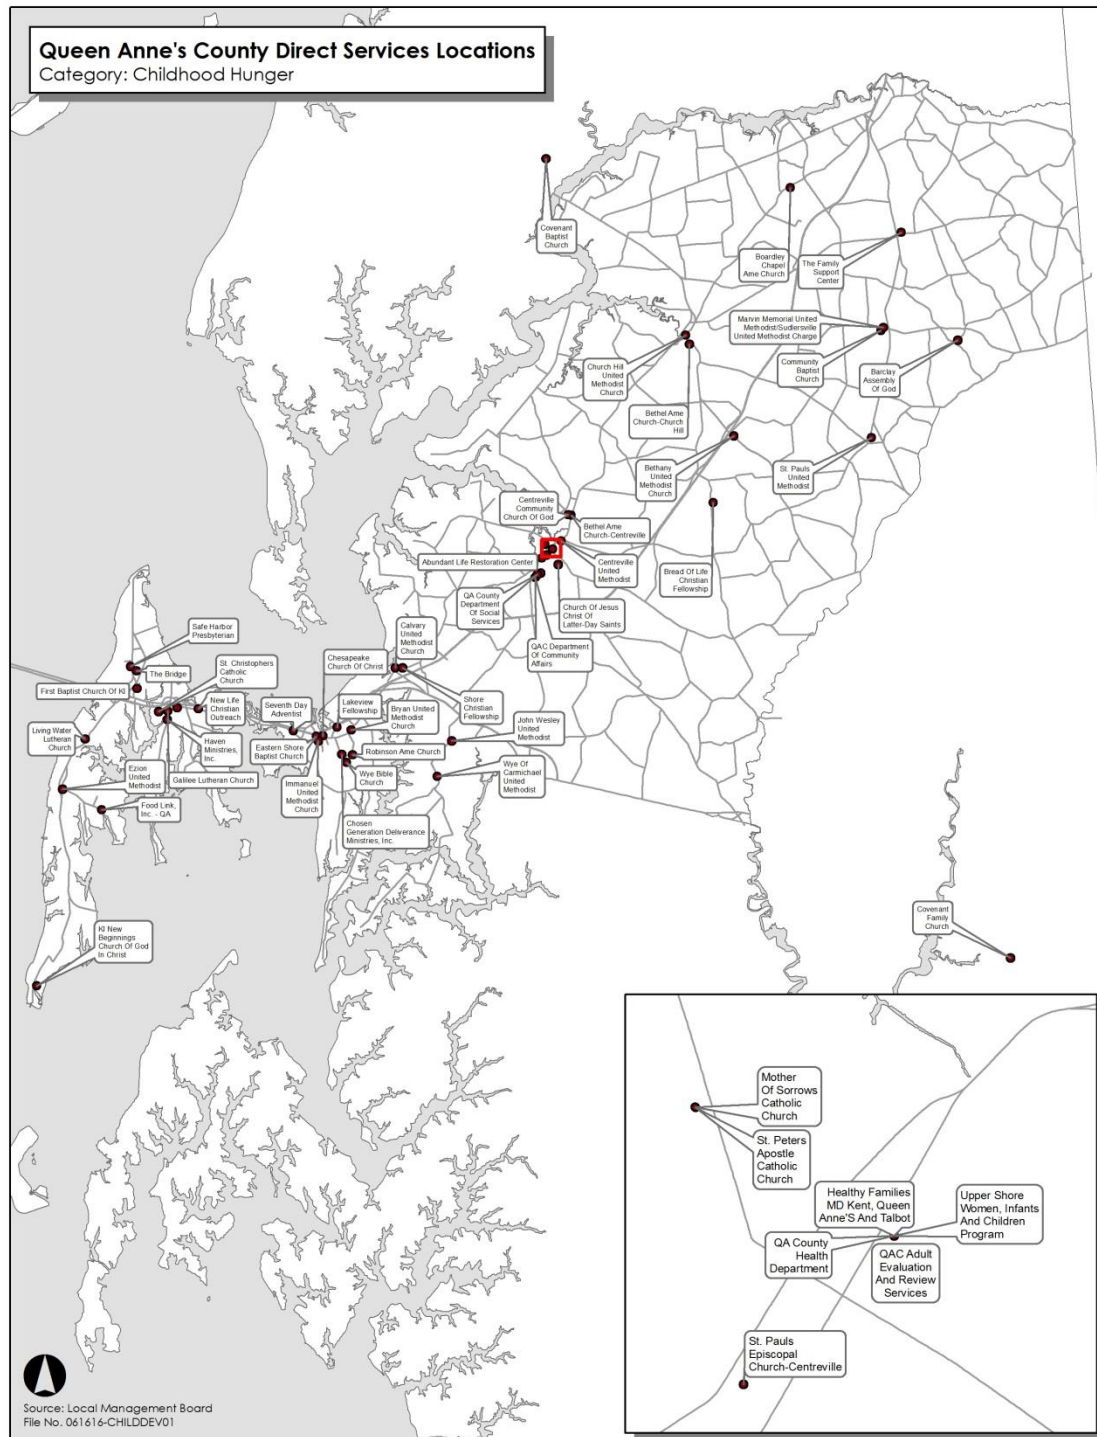 Queen Anne's County Direct Services Locations
Category: Childhood Hunger
Covenant
Baptist
Church
Boardley
Chapel
Ame Church
The Family
Support
Center
Marvin Memorial United
Methodist/Sudlersville
United Methodist Charge
Community
Baptist
Church
Barclay
Assembly
Of God
Church Hill
United
Methodist
Church
Bethel Ame
Church-Church
Hill
Bethany
United
Methodist
Church
St. Pauls
United
Methodist
Centreville
Community
Church Of God
Bethel Ame
Church-Centreville
Abundant Life Restoration Center
Centreville
United
Methodist
Bread Of Life
Christian
Fellowship
QA County
Department
Of Social
Services
Church Of Jesus
Christ Of
Latter-Day Saints
QAC Department
Of Community
Affairs
Calvary
United
Methodist
Church
Chesapeake
Church Of Christ
Shore
Christian
Fellowship
Safe Harbor
Presbyterian
The Bridge
St. Christophers
Catholic
Church
First Baptist Church Of KI
New Life
Christian
Outreach
Seventh Day
Adventist
Lakeview
Fellowship
Bryan United
Methodist
Church
John Wesley
United
Methodist
Living Water
Lutheran
Church
Haven
Ministries,
Inc.
Eastern Shore
Baptist Church
Robinson Ame Church
Ezion
United
Methodist
Galilee Lutheran Church
Immanuel
United
Methodist
Church
Wye Bible
Church
Wye Of
Carmichael
United
Methodist
Food Link,
Inc. - QA
Chosen
Generation Deliverance
Ministries, Inc.
KI New
Beginnings
Church Of God
In Christ
Covenant
Family
Church
Mother
Of Sorrows
Catholic
Church
St. Peters
Apostle
Catholic
Church
Healthy Families
MD Kent, Queen
Anne'S And Talbot
Upper Shore
Women, Infants
And Children
Program
QA County
Health
Department
QAC Adult
Evaluation
And Review
Services
St. Pauls
Episcopal
Church-Centreville
Source: Local Management Board
File No. 061616-CHILDDEV01